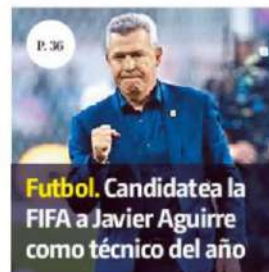 P. 36
Futbol. Candidatea la
FIFA a Javier Aguirre
como técnico del año